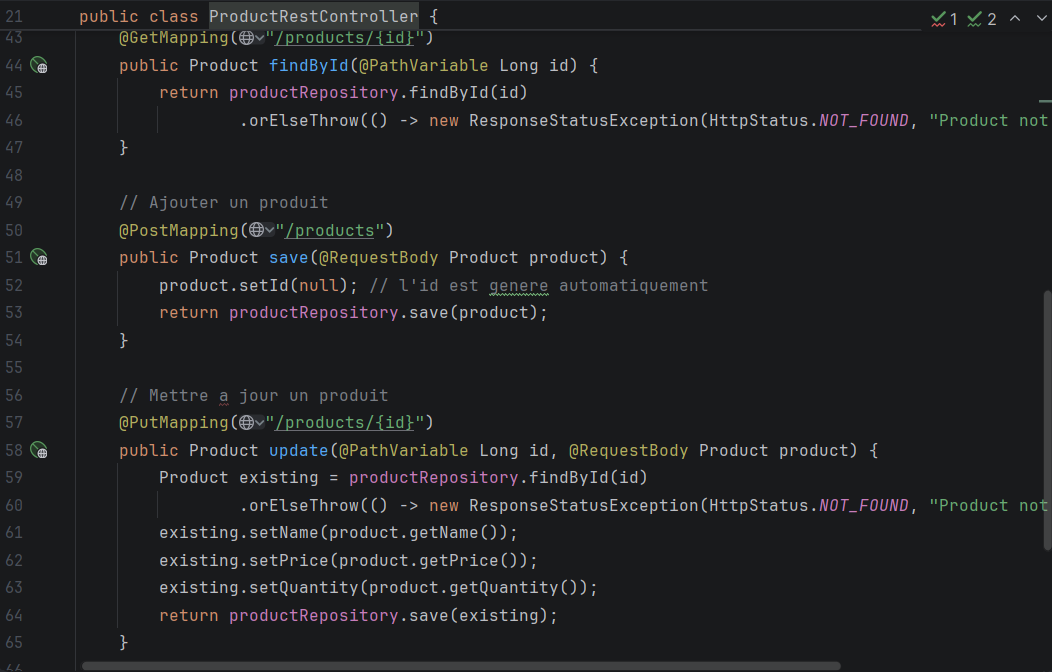 21 public class ProductRestController {
1 2
43 @GetMapping("/products/{id}")
44 public Product findById(@PathVariable Long id) {
45 return productRepository.findById(id)
46 .orElseThrow(() -> new ResponseStatusException(HttpStatus.NOT_FOUND, "Product not
47 }
48
49 // Ajouter un produit
50 @PostMapping("/products")
51 public Product save(@RequestBody Product product) {
52 product.setId(null); // l'id est genere automatiquement
53 return productRepository.save(product);
54 }
55
56 // Mettre a jour un produit
57 @PutMapping("/products/{id}")
58 public Product update(@PathVariable Long id, @RequestBody Product product) {
59 Product existing = productRepository.findById(id)
60 .orElseThrow(() -> new ResponseStatusException(HttpStatus.NOT_FOUND, "Product not
61 existing.setName(product.getName());
62 existing.setPrice(product.getPrice());
63 existing.setQuantity(product.getQuantity());
64 return productRepository.save(existing);
65 }
66